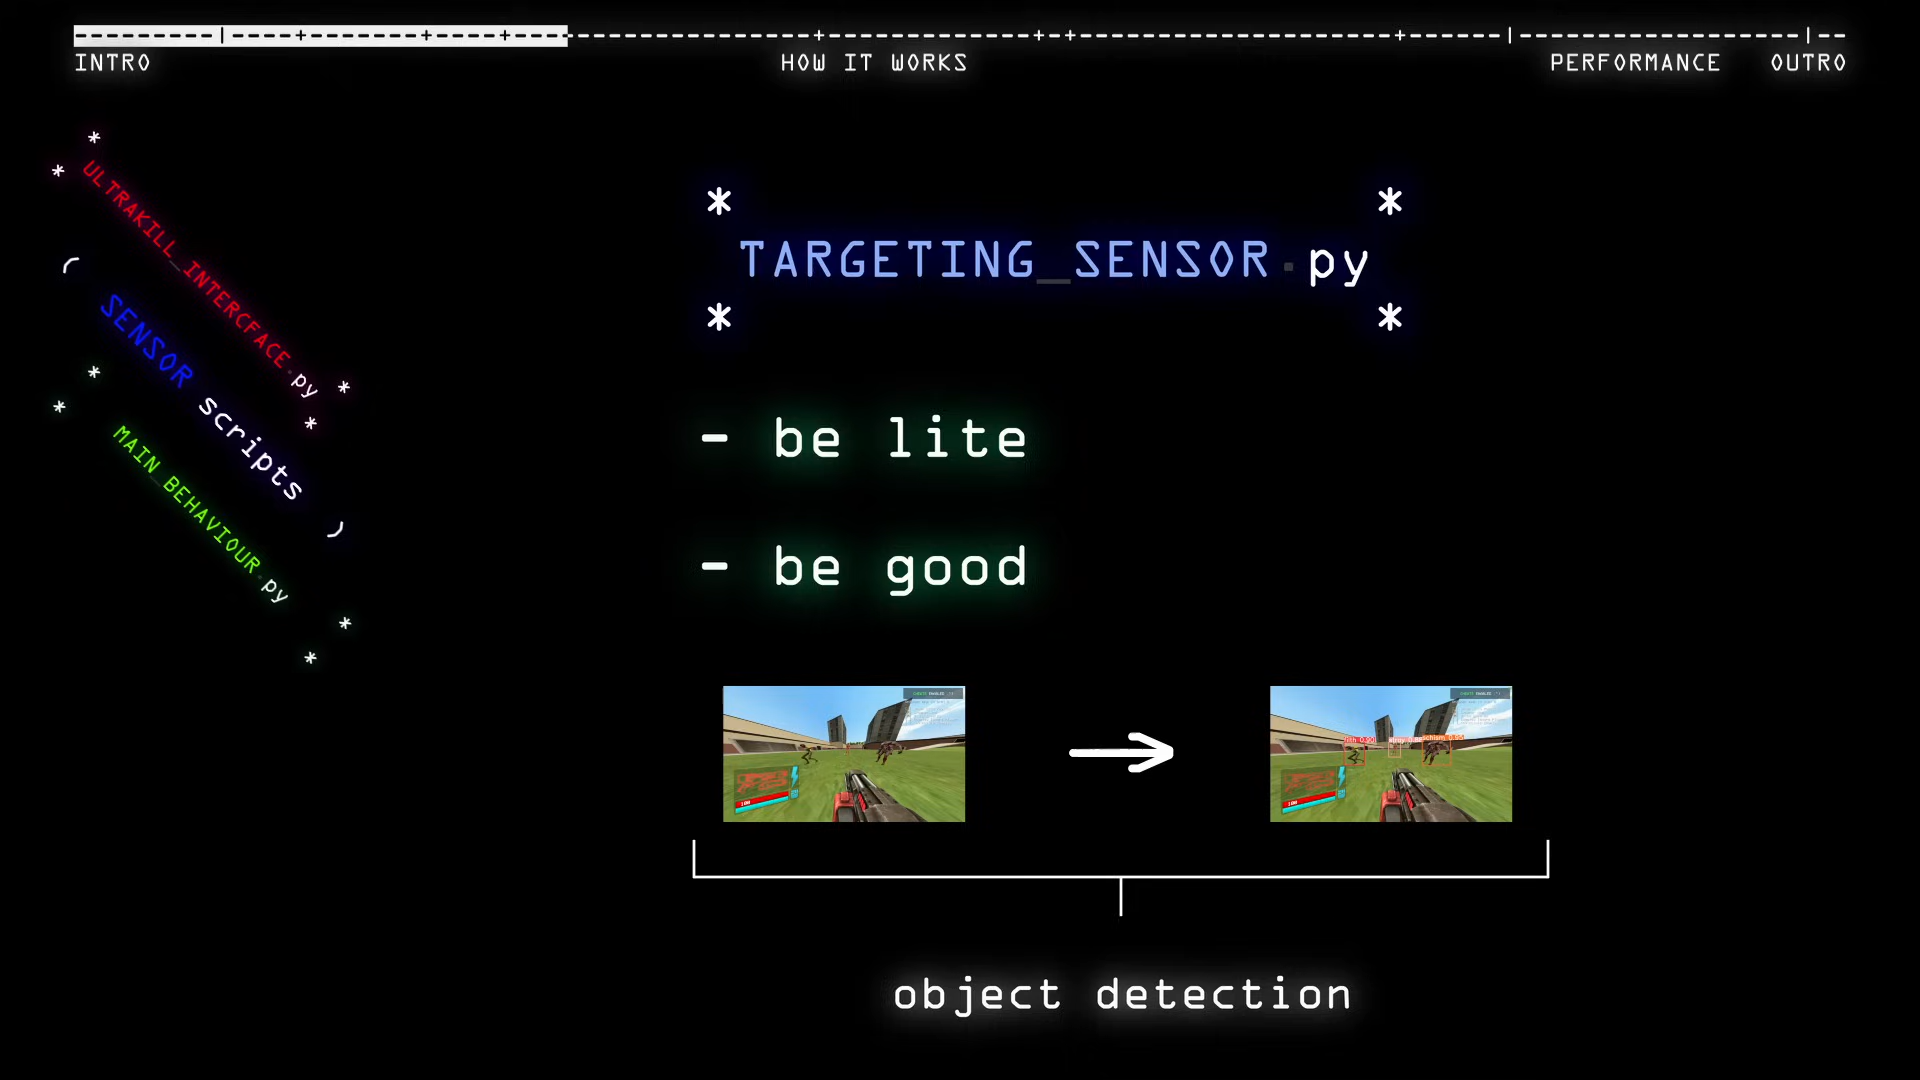 ---------|----+-------+----+-------------------+-------------+-+--------------------+------|------------------|--
INTRO HOW IT WORKS PERFORMANCE OUTRO
* ULTRAKILL_INTERCFACE.py *
( SENSOR scripts )
* MAIN_BEHAVIOUR.py *
* *
TARGETING_SENSOR.py
* *
- be lite
- be good
object detection